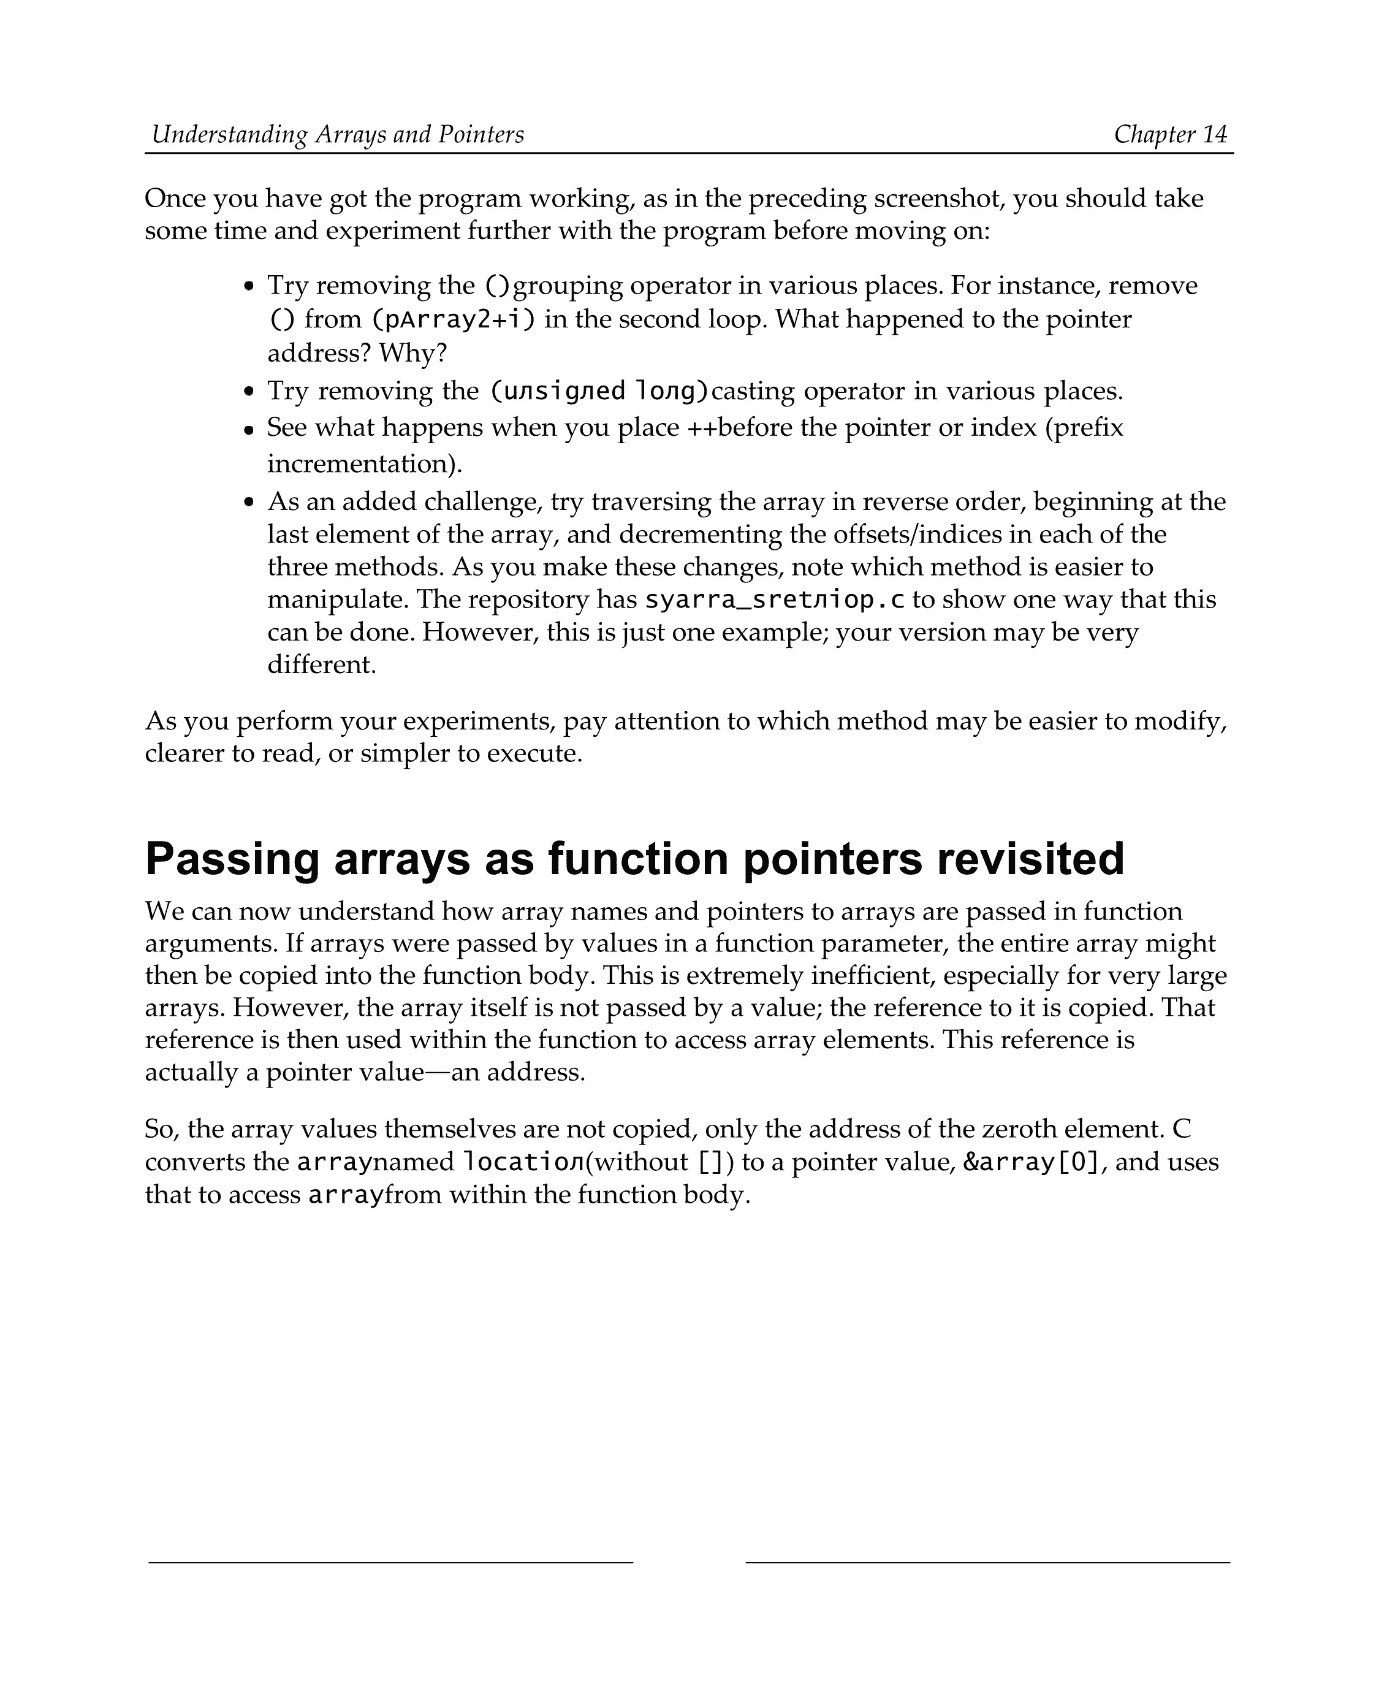 Understanding Arrays and Pointers Chapter 14
Once you have got the program working, as in the preceding screenshot, you should take
some time and experiment further with the program before moving on:
• Try removing the ()grouping operator in various places. For instance, remove
() from (pArray2+i) in the second loop. What happened to the pointer
address? Why?
• Try removing the (uлsigлed loлg)casting operator in various places.
• See what happens when you place ++before the pointer or index (prefix
incrementation).
• As an added challenge, try traversing the array in reverse order, beginning at the
last element of the array, and decrementing the offsets/indices in each of the
three methods. As you make these changes, note which method is easier to
manipulate. The repository has syarra_sretлiop.c to show one way that this
can be done. However, this is just one example; your version may be very
different.
As you perform your experiments, pay attention to which method may be easier to modify,
clearer to read, or simpler to execute.
Passing arrays as function pointers revisited
We can now understand how array names and pointers to arrays are passed in function
arguments. If arrays were passed by values in a function parameter, the entire array might
then be copied into the function body. This is extremely inefficient, especially for very large
arrays. However, the array itself is not passed by a value; the reference to it is copied. That
reference is then used within the function to access array elements. This reference is
actually a pointer value—an address.
So, the array values themselves are not copied, only the address of the zeroth element. C
converts the arraynamed locatioл(without []) to a pointer value, &array[0], and uses
that to access arrayfrom within the function body.